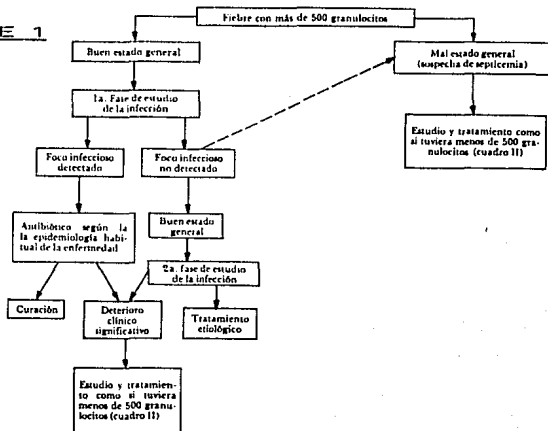 E 1
Fiebre con más de 500 granulocitos
Buen estado general
Mal estado general
(sospecha de septicemia)
1a. Fase de estudio
de la infección
Estudio y tratamiento como
si tuviera menos de 500 gra-
nulocitos (cuadro II)
Foco infeccioso
detectado
Foco infeccioso
no detectado
Antibiótico según la
la epidemiología habi-
tual de la enfermedad
Buen estado
general
2a. fase de estudio
de la infección
Curación
Deterioro
clínico
significativo
Tratamiento
etiológico
Estudio y tratamien-
to como si tuviera
menos de 500 granu-
locitos (cuadro II)